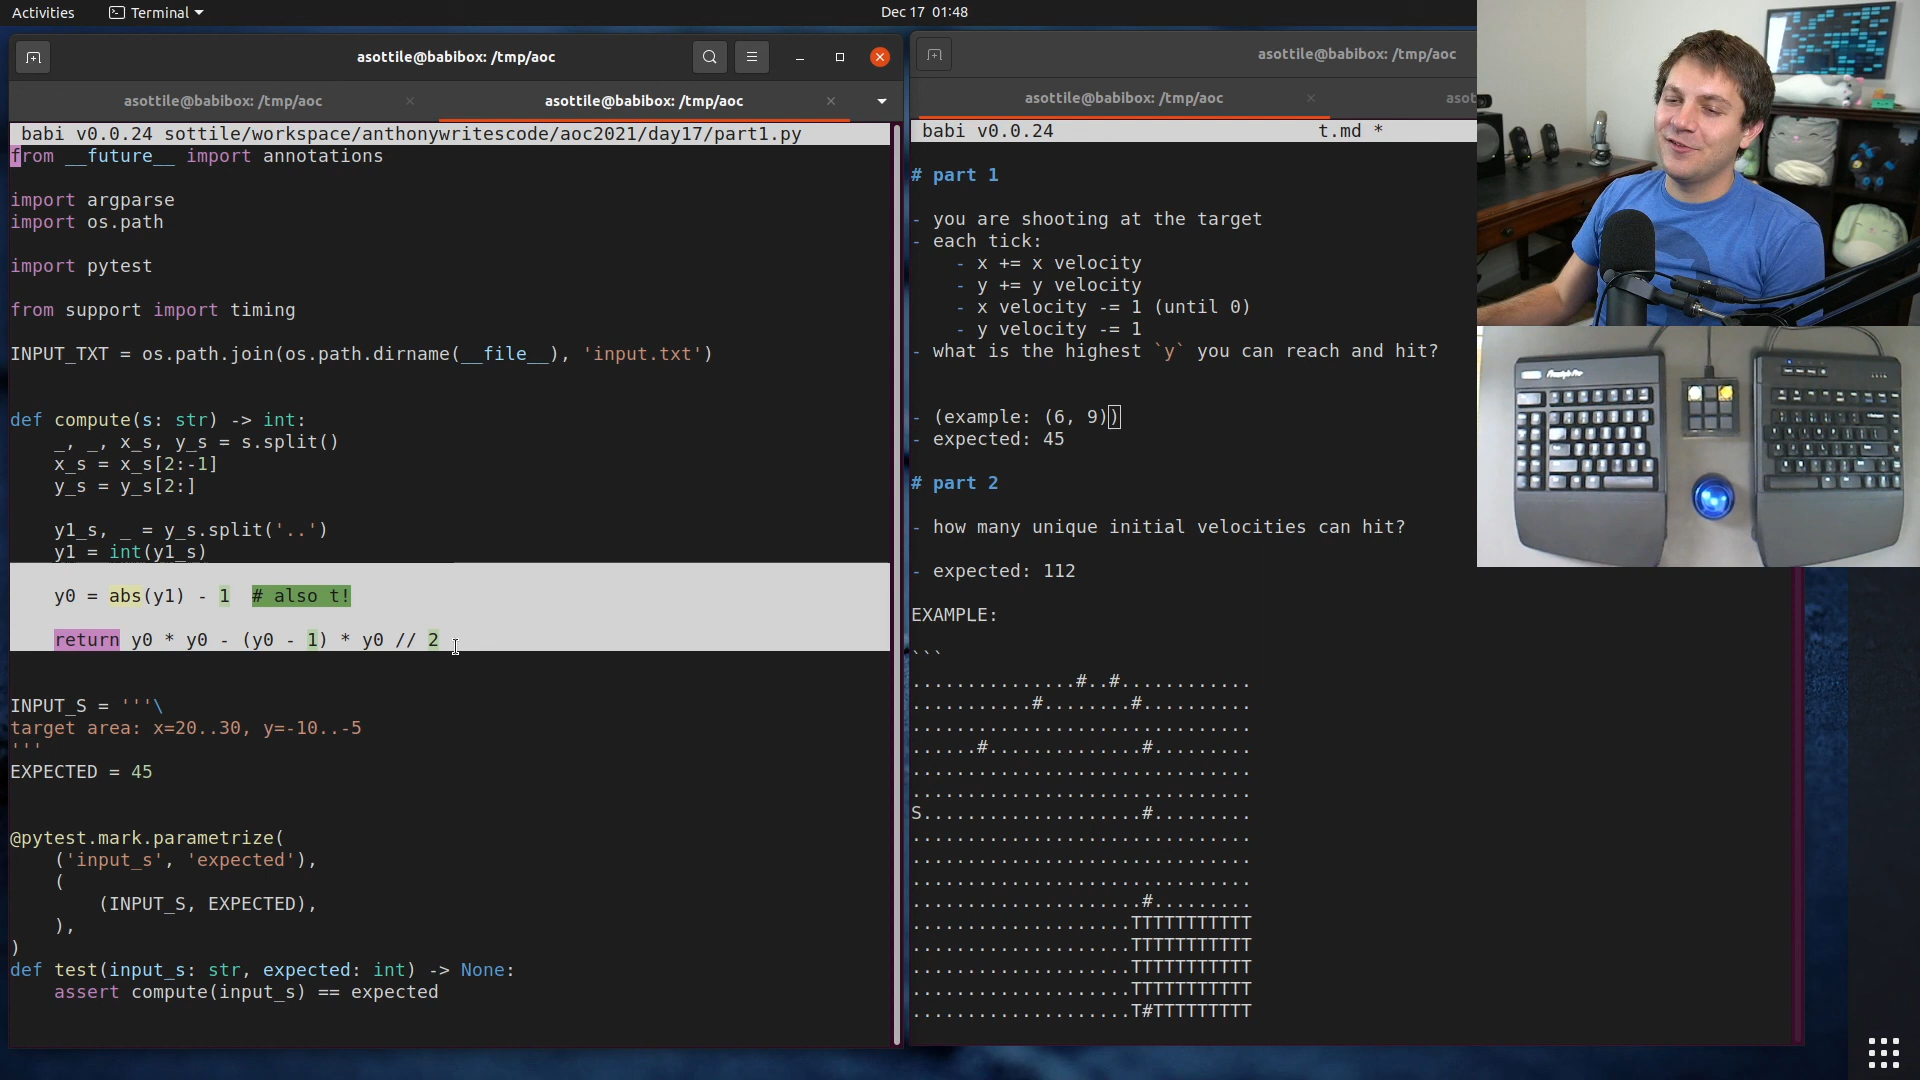 Activities
Terminal
Dec 17 01:48
asottile@babibox: /tmp/aoc
asottile@babibox: /tmp/aoc
asottile@babibox: /tmp/aoc
babi v0.0.24 sottile/workspace/anthonywritescode/aoc2021/day17/part1.py
from __future__ import annotations
import argparse
import os.path
import pytest
from support import timing
INPUT_TXT = os.path.join(os.path.dirname(__file__), 'input.txt')
def compute(s: str) -> int:
    _, _, x_s, y_s = s.split()
    x_s = x_s[2:-1]
    y_s = y_s[2:]
    y1_s, _ = y_s.split('..')
    y1 = int(y1_s)
    y0 = abs(y1) - 1  # also t!
    return y0 * y0 - (y0 - 1) * y0 // 2
INPUT_S = '''\
target area: x=20..30, y=-10..-5
'''
EXPECTED = 45
@pytest.mark.parametrize(
    ('input_s', 'expected'),
    (
        (INPUT_S, EXPECTED),
    ),
)
def test(input_s: str, expected: int) -> None:
    assert compute(input_s) == expected
asottile@babibox: /tmp/aoc
asottile@babibox: /tmp/aoc
asot
babi v0.0.24 t.md *
# part 1
- you are shooting at the target
- each tick:
    - x += x velocity
    - y += y velocity
    - x velocity -= 1 (until 0)
    - y velocity -= 1
- what is the highest `y` you can reach and hit?
- (example: (6, 9))
- expected: 45
# part 2
- how many unique initial velocities can hit?
- expected: 112
EXAMPLE:
```
...............#..#............
...........#........#..........
...............................
......#..............#.........
...............................
...............................
S....................#.........
...............................
...............................
...............................
.....................#.........
....................TTTTTTTTTTT
....................TTTTTTTTTTT
....................TTTTTTTTTTT
....................TTTTTTTTTTT
....................T#TTTTTTTTT